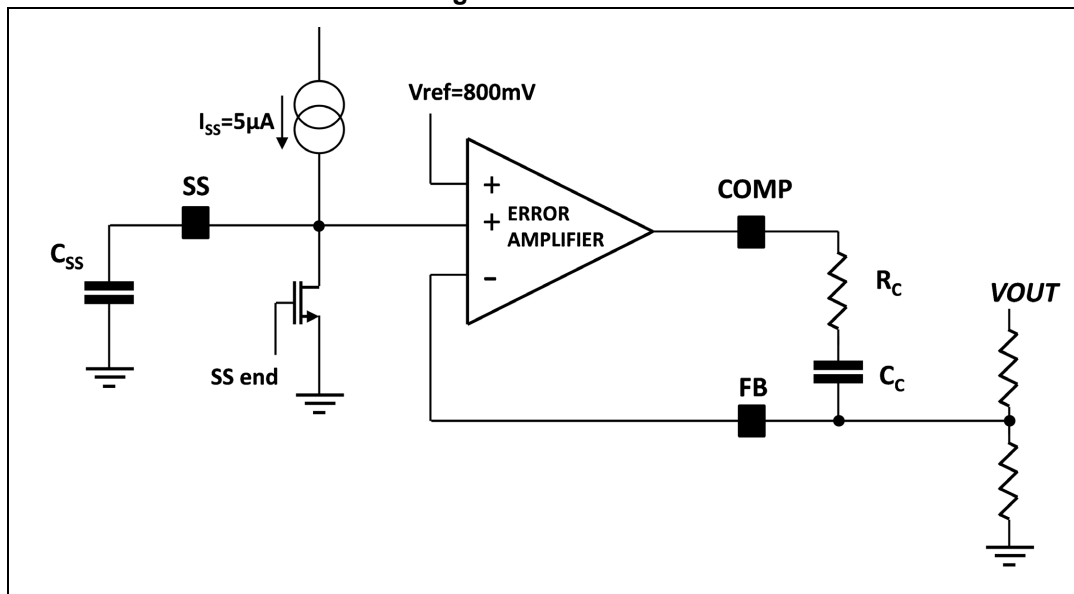 Vref=800mV
ISS=5µA
SS
+
+
-
ERROR
AMPLIFIER
COMP
CSS
RC
VOUT
SS end
FB
CC